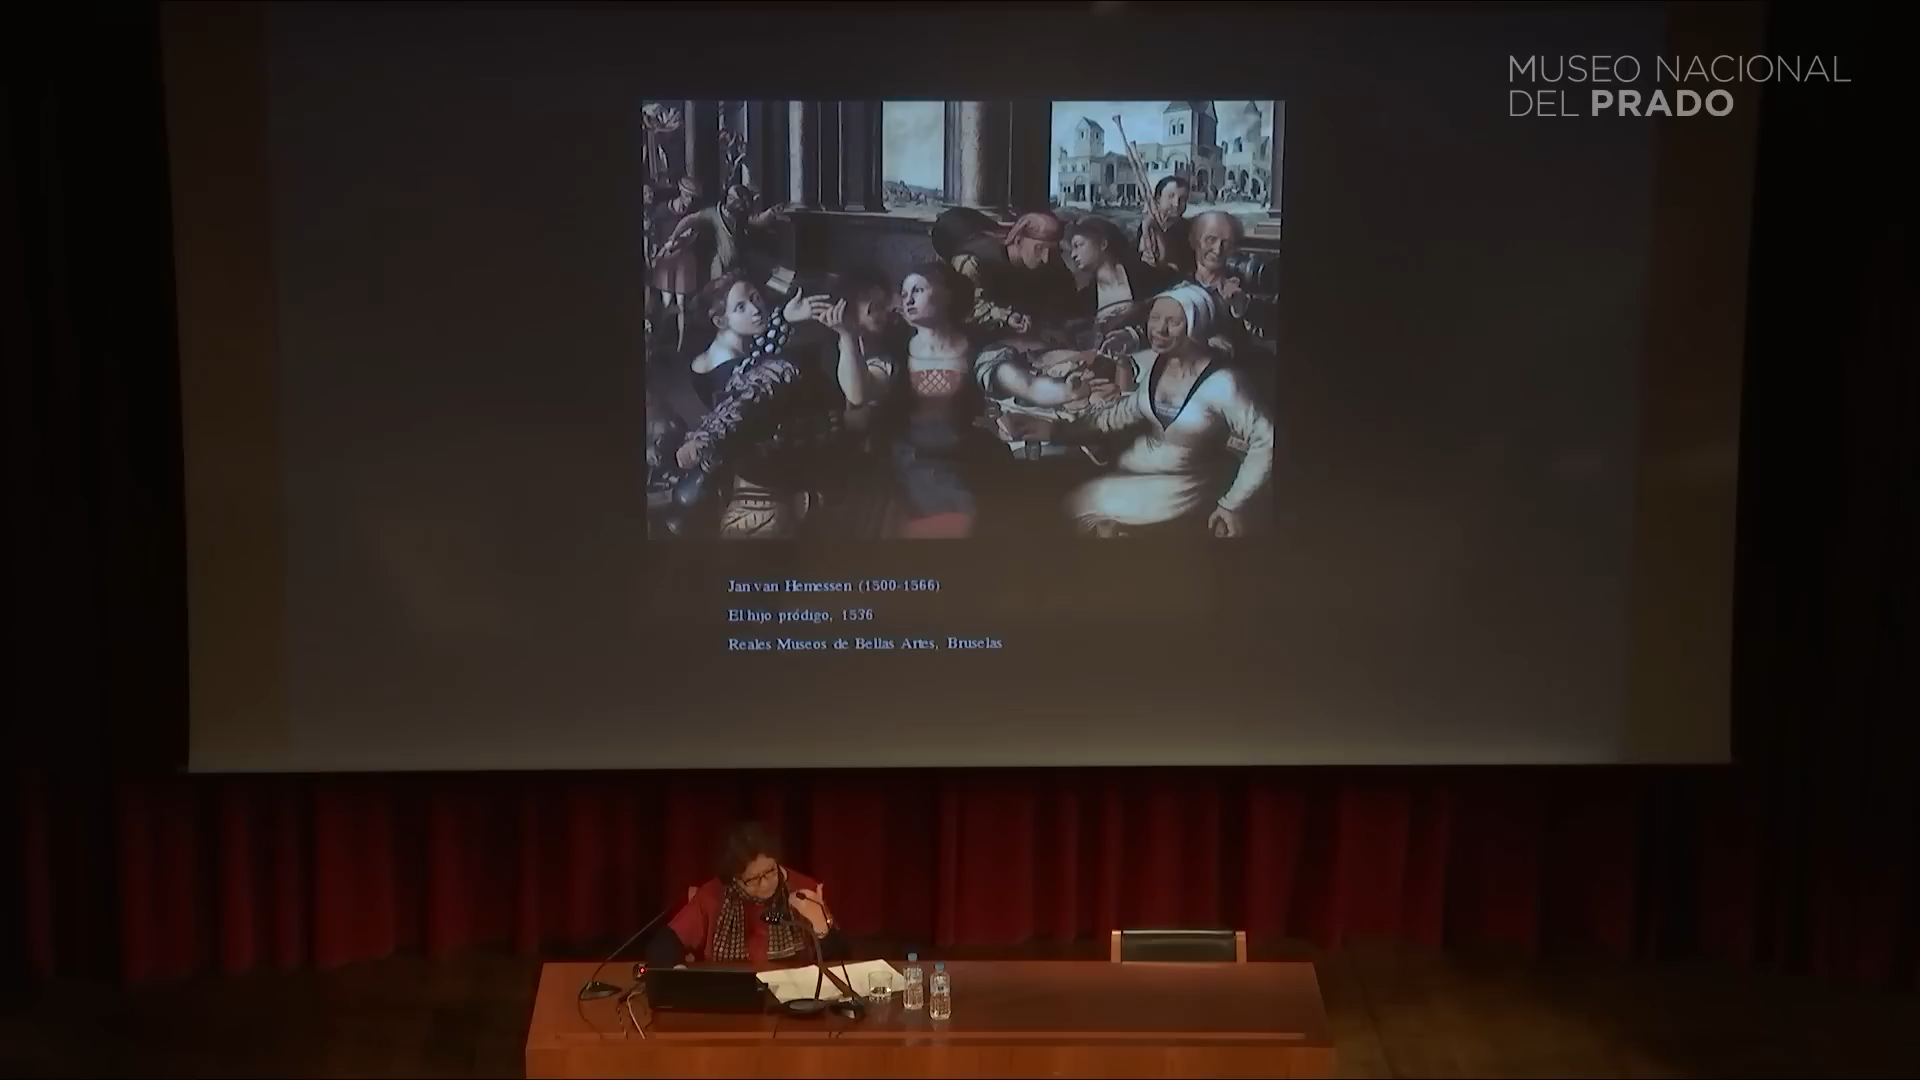 MUSEO NACIONAL
DEL PRADO
Jan van Hemessen (1500-1566)
El hijo pródigo, 1536
Reales Museos de Bellas Artes, Bruselas